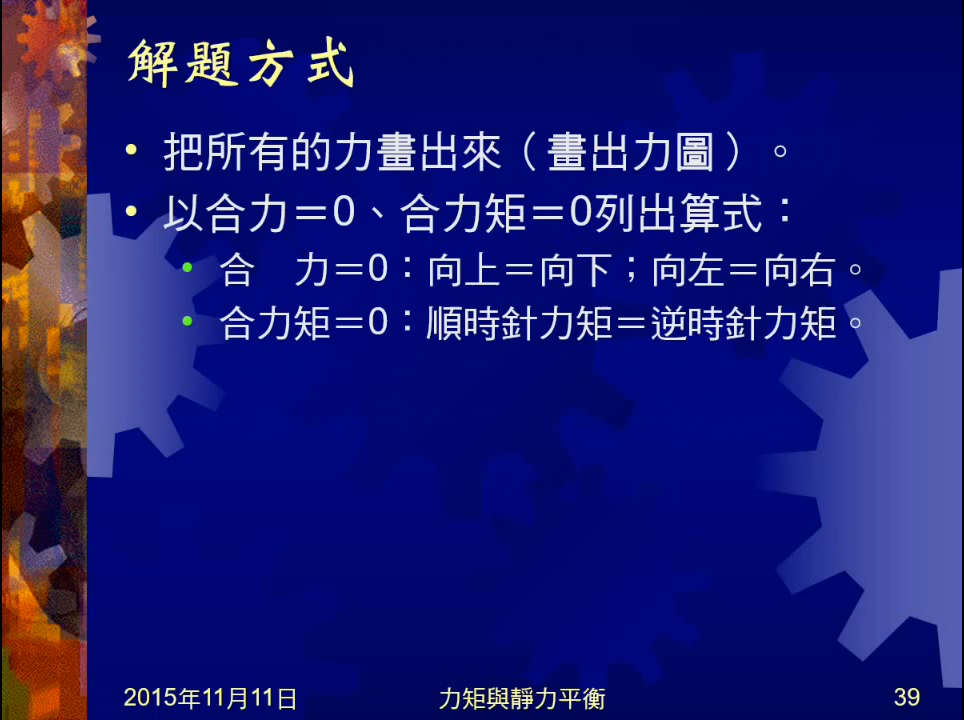 解題方式
• 把所有的力畫出來（畫出力圖）。
• 以合力＝0、合力矩＝0列出算式：
• 合　力＝0：向上＝向下；向左＝向右。
• 合力矩＝0：順時針力矩＝逆時針力矩。
2015年11月11日 力矩與靜力平衡 39